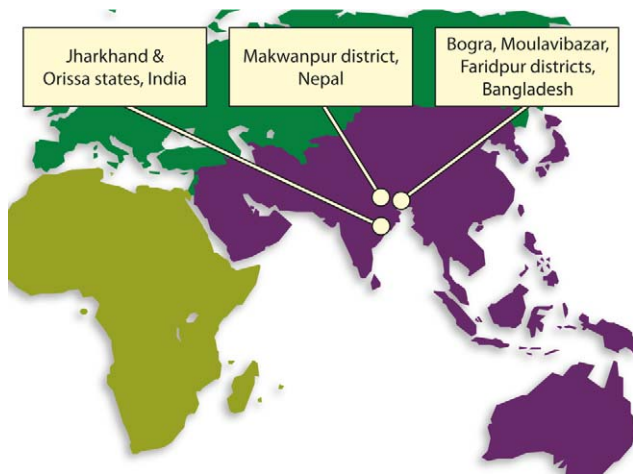 Jharkhand &
Orissa states, India
Makwanpur district,
Nepal
Bogra, Moulavibazar,
Faridpur districts,
Bangladesh